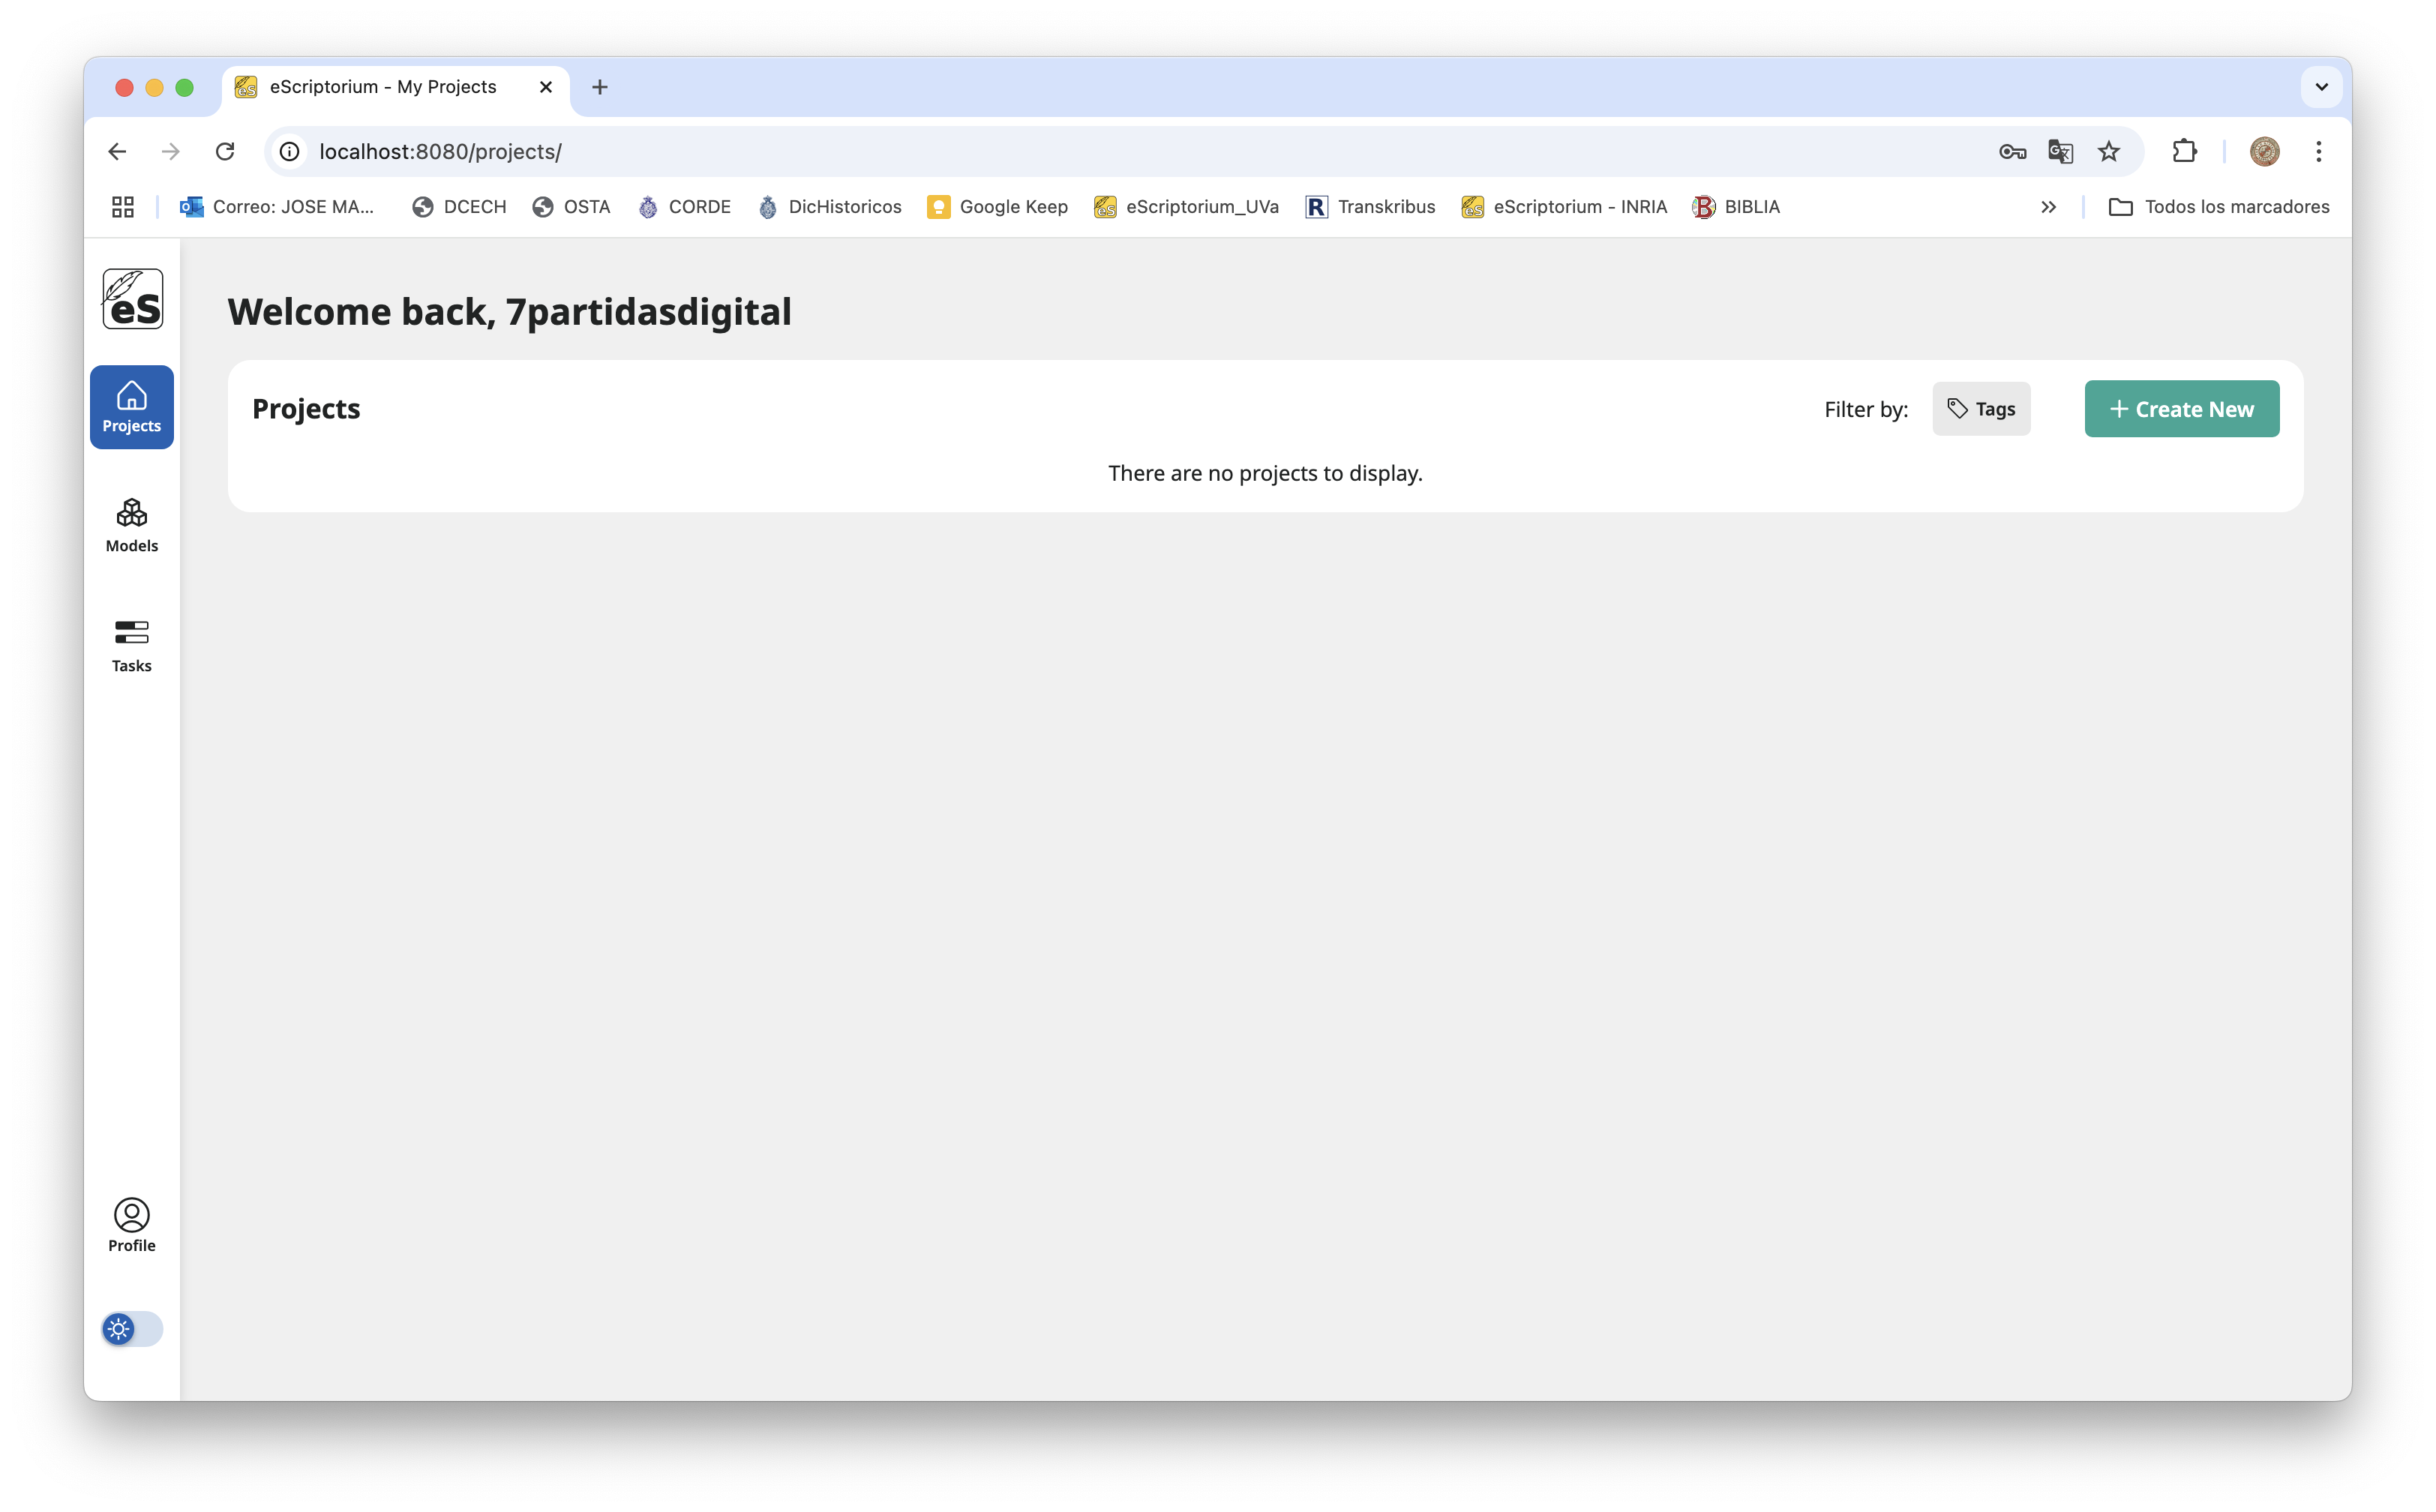 eScriptorium - My Projects
localhost:8080/projects/
Correo: JOSE MA... DCECH OSTA CORDE DicHistoricos Google Keep eScriptorium_UVa Transkribus eScriptorium - INRIA BIBLIA Todos los marcadores
eS
Welcome back, 7partidasdigital
Projects
Projects Filter by: Tags + Create New
There are no projects to display.
Models
Tasks
Profile